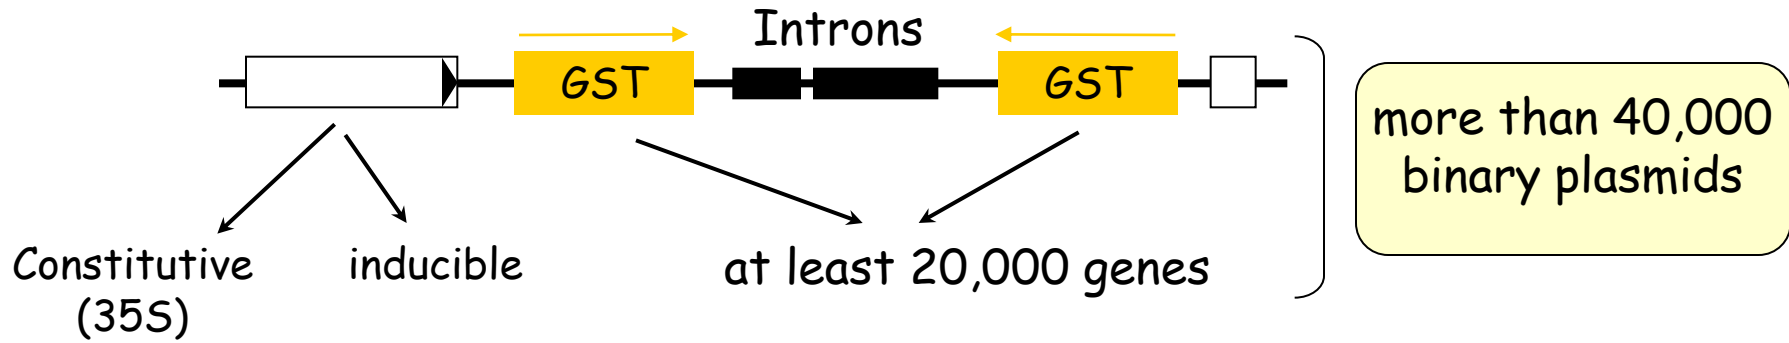 Introns
GST
GST
more than 40,000
binary plasmids
Constitutive
(35S)
inducible
at least 20,000 genes